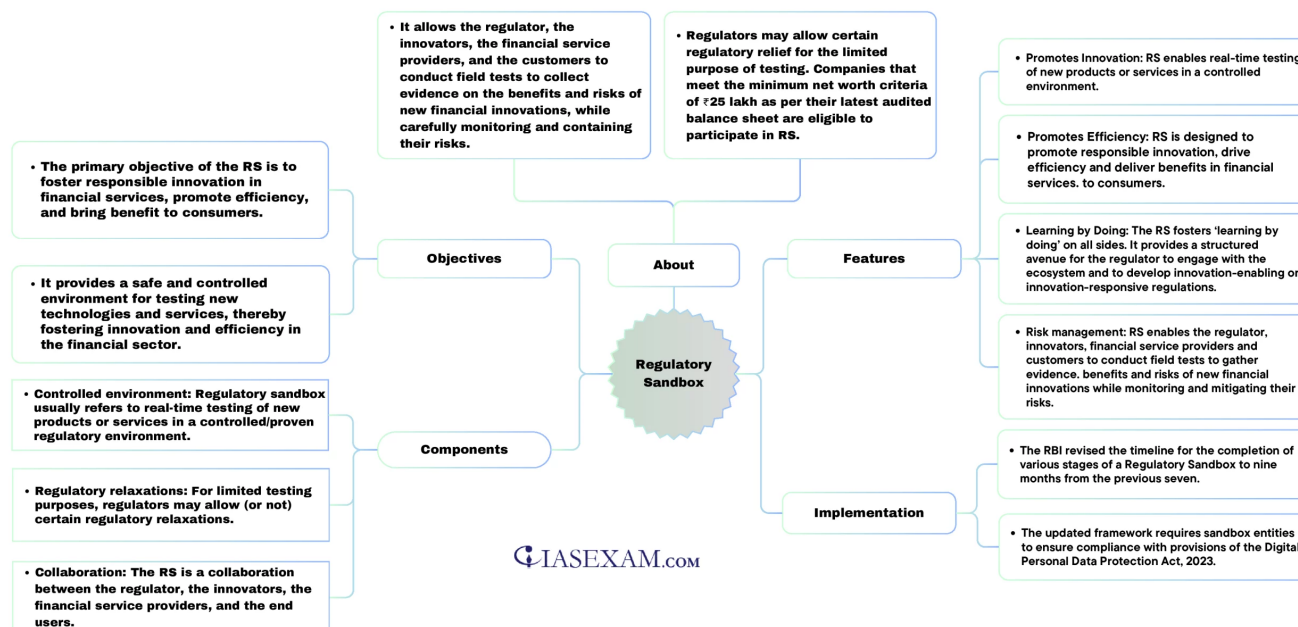 • It allows the regulator, the
innovators, the financial service
providers, and the customers to
conduct field tests to collect
evidence on the benefits and risks of
new financial innovations, while
carefully monitoring and containing
their risks.
• Regulators may allow certain
regulatory relief for the limited
purpose of testing. Companies that
meet the minimum net worth criteria
of ₹25 lakh as per their latest audited
balance sheet are eligible to
participate in RS.
About
• The primary objective of the RS is to
foster responsible innovation in
financial services, promote efficiency,
and bring benefit to consumers.
• It provides a safe and controlled
environment for testing new
technologies and services, thereby
fostering innovation and efficiency in
the financial sector.
Objectives
• Controlled environment: Regulatory sandbox
usually refers to real-time testing of new
products or services in a controlled/proven
regulatory environment.
• Regulatory relaxations: For limited testing
purposes, regulators may allow (or not)
certain regulatory relaxations.
• Collaboration: The RS is a collaboration
between the regulator, the innovators, the
financial service providers, and the end
users.
Components
Regulatory
Sandbox
Features
• Promotes Innovation: RS enables real-time testing
of new products or services in a controlled
environment.
• Promotes Efficiency: RS is designed to
promote responsible innovation, drive
efficiency and deliver benefits in financial
services. to consumers.
• Learning by Doing: The RS fosters ‘learning by
doing’ on all sides. It provides a structured
avenue for the regulator to engage with the
ecosystem and to develop innovation-enabling or
innovation-responsive regulations.
• Risk management: RS enables the regulator,
innovators, financial service providers and
customers to conduct field tests to gather
evidence. benefits and risks of new financial
innovations while monitoring and mitigating their
risks.
Implementation
• The RBI revised the timeline for the completion of
various stages of a Regulatory Sandbox to nine
months from the previous seven.
• The updated framework requires sandbox entities
to ensure compliance with provisions of the Digital
Personal Data Protection Act, 2023.
IASEXAM.COM